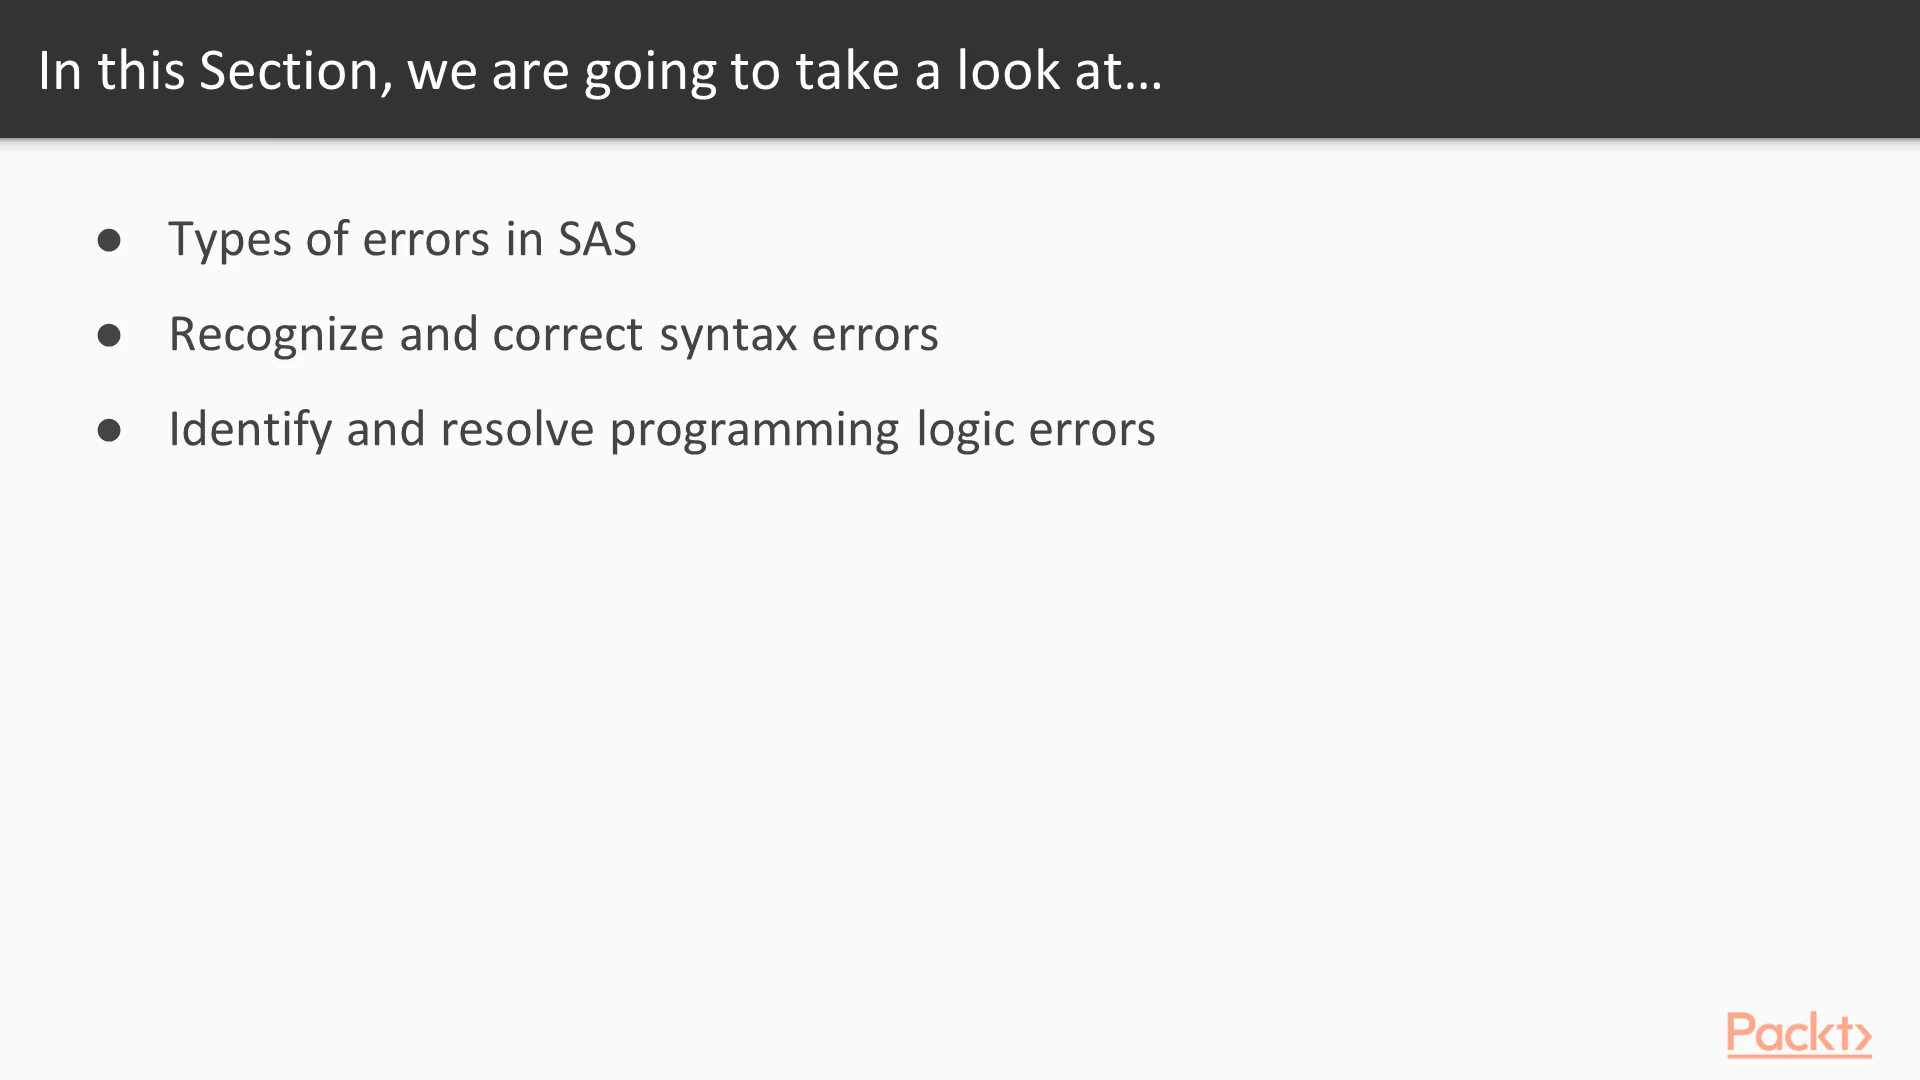 In this Section, we are going to take a look at…
● Types of errors in SAS
● Recognize and correct syntax errors
● Identify and resolve programming logic errors
Packt>